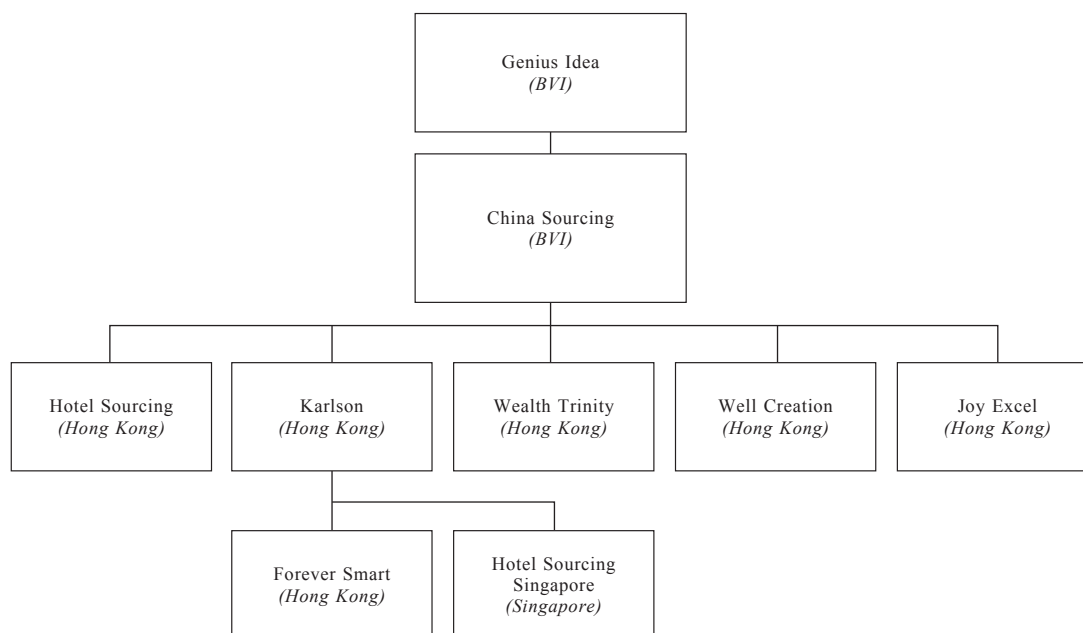 Genius Idea
(BVI)
China Sourcing
(BVI)
Hotel Sourcing
(Hong Kong)
Karlson
(Hong Kong)
Wealth Trinity
(Hong Kong)
Well Creation
(Hong Kong)
Joy Excel
(Hong Kong)
Forever Smart
(Hong Kong)
Hotel Sourcing
Singapore
(Singapore)